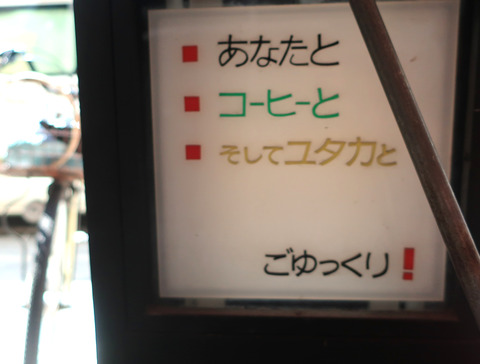 ■ あなたと
■ コーヒーと
■ そしてユタカと
ごゆっくり!